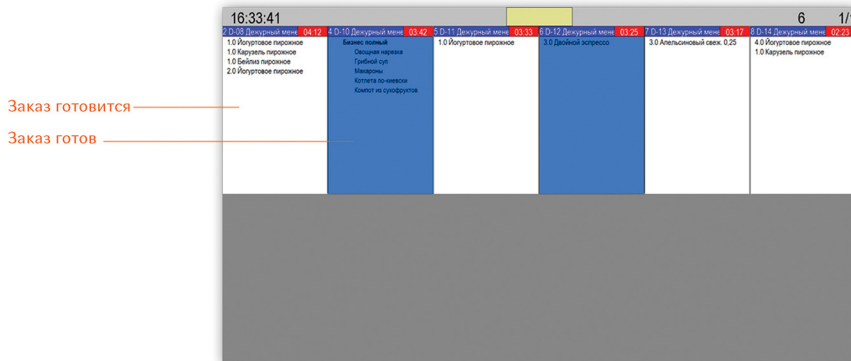 16:33:41
6
1/1
2 D-08 Дежурный мене 04:12
4 D-10 Дежурный мене 03:42
5 D-11 Дежурный мене 03:33
6 D-12 Дежурный мене 03:25
7 D-13 Дежурный мене 03:17
8 D-14 Дежурный мене 02:23
1.0 Йогуртовое пирожное
1.0 Карузель пирожное
1.0 Бейлиз пирожное
2.0 Йогуртовое пирожное
Бизнес полный
Овощная нарезка
Грибной суп
Макароны
Котлета по-киевски
Компот из сухофруктов
1.0 Йогуртовое пирожное
3.0 Двойной эспрессо
3.0 Апельсиновый свеж. 0,25
4.0 Йогуртовое пирожное
1.0 Карузель пирожное
Заказ готовится
Заказ готов